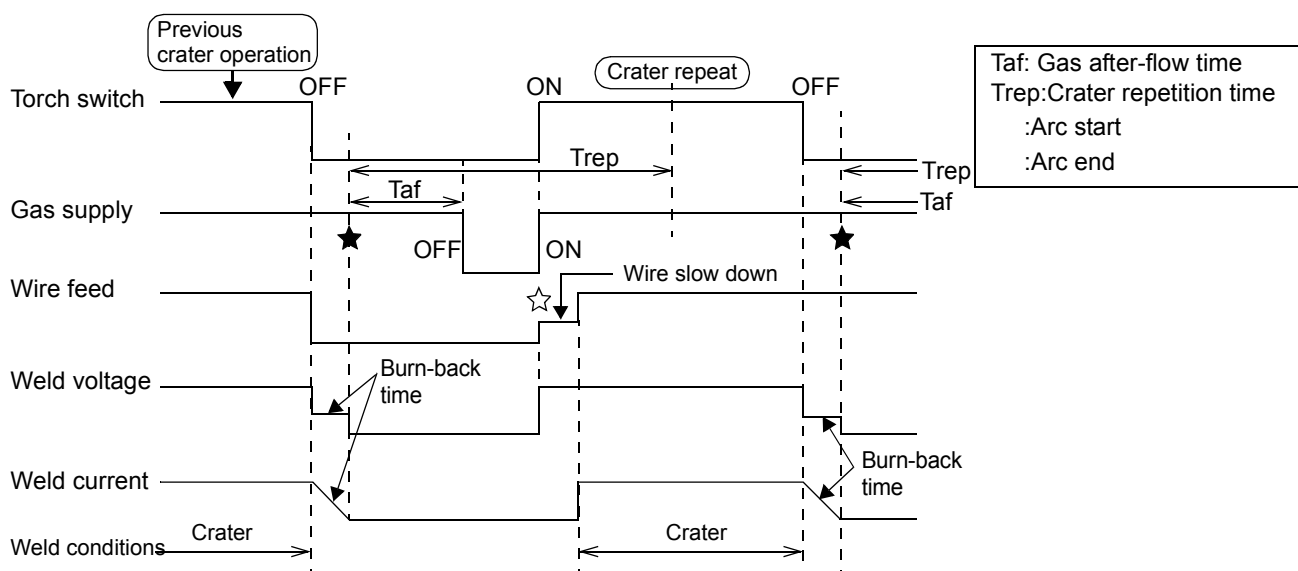 Previous
crater operation
Torch switch
OFF
ON
Crater repeat
OFF
Taf: Gas after-flow time
Trep:Crater repetition time
:Arc start
:Arc end
Trep
Trep
Taf
Taf
Gas supply
OFF
ON
Wire slow down
Wire feed
Weld voltage
Burn-back
time
Weld current
Burn-back
time
Weld conditions
Crater
Crater